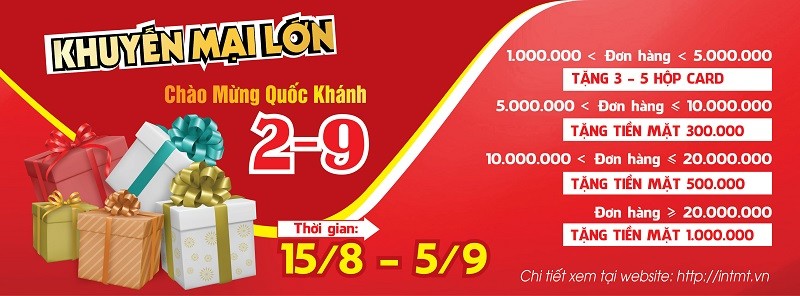 KHUYẾN MẠI LỚN
Chào Mừng Quốc Khánh
2-9
Thời gian:
15/8 - 5/9
1.000.000 < Đơn hàng < 5.000.000
TẶNG 3 - 5 HỘP CARD
5.000.000 < Đơn hàng ≤ 10.000.000
TẶNG TIỀN MẶT 300.000
10.000.000 < Đơn hàng ≤ 20.000.000
TẶNG TIỀN MẶT 500.000
Đơn hàng ≥ 20.000.000
TẶNG TIỀN MẶT 1.000.000
Chi tiết xem tại website: http://intmt.vn